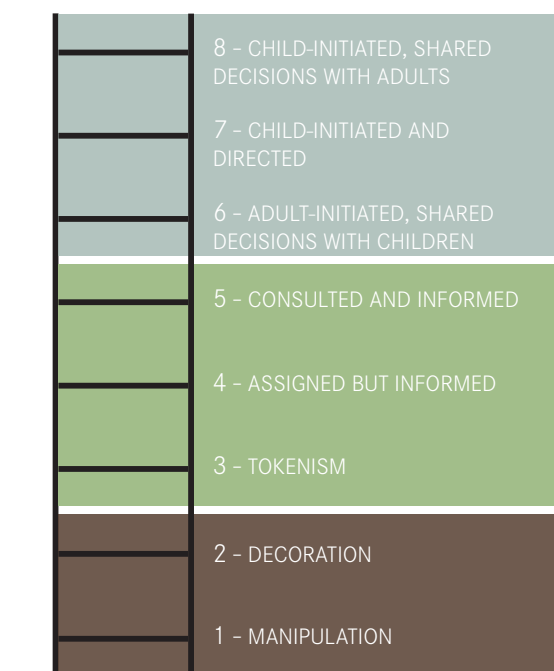 8 - CHILD-INITIATED, SHARED
DECISIONS WITH ADULTS
7 - CHILD-INITIATED AND
DIRECTED
6 - ADULT-INITIATED, SHARED
DECISIONS WITH CHILDREN
5 - CONSULTED AND INFORMED
4 - ASSIGNED BUT INFORMED
3 - TOKENISM
2 - DECORATION
1 - MANIPULATION